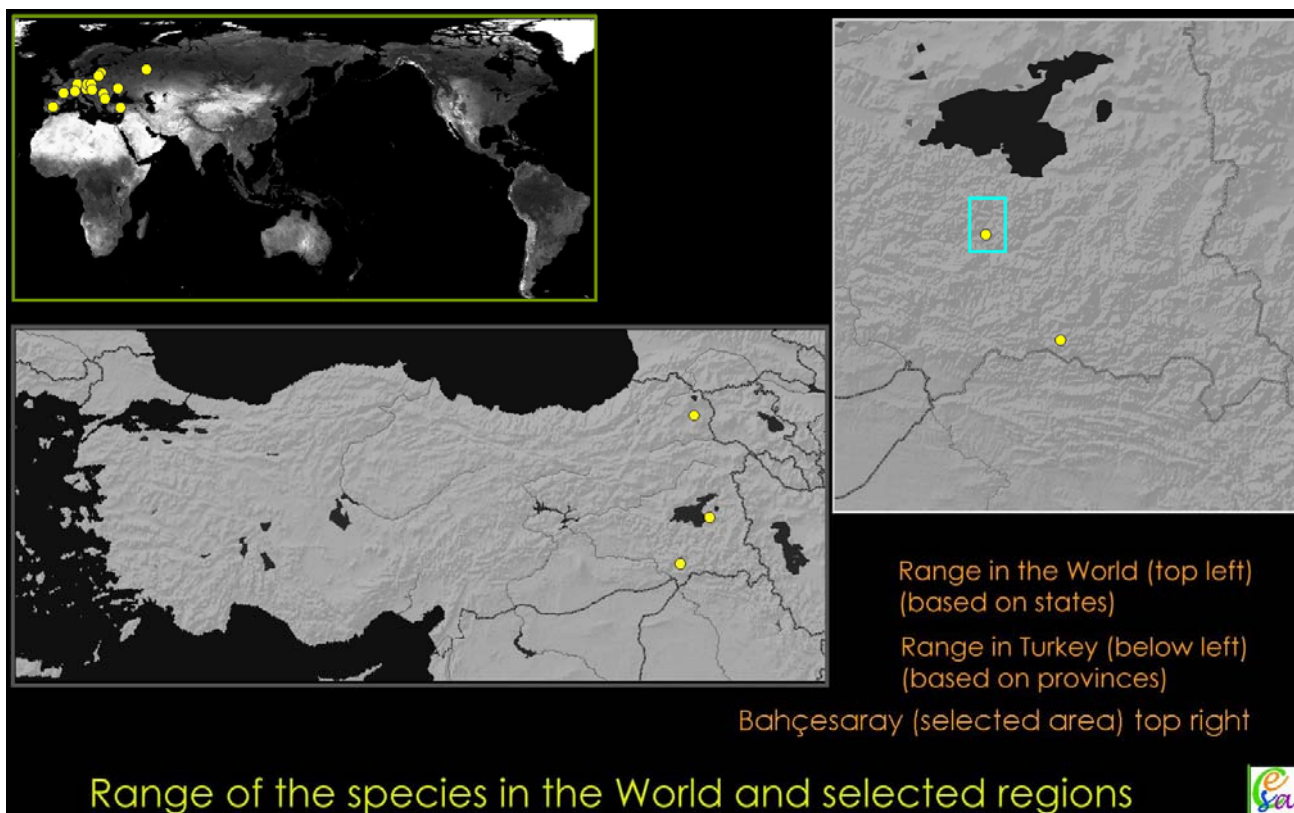 Range in the World (top left)
(based on states)
Range in Turkey (below left)
(based on provinces)
Bahçesaray (selected area) top right
Range of the species in the World and selected regions
esa